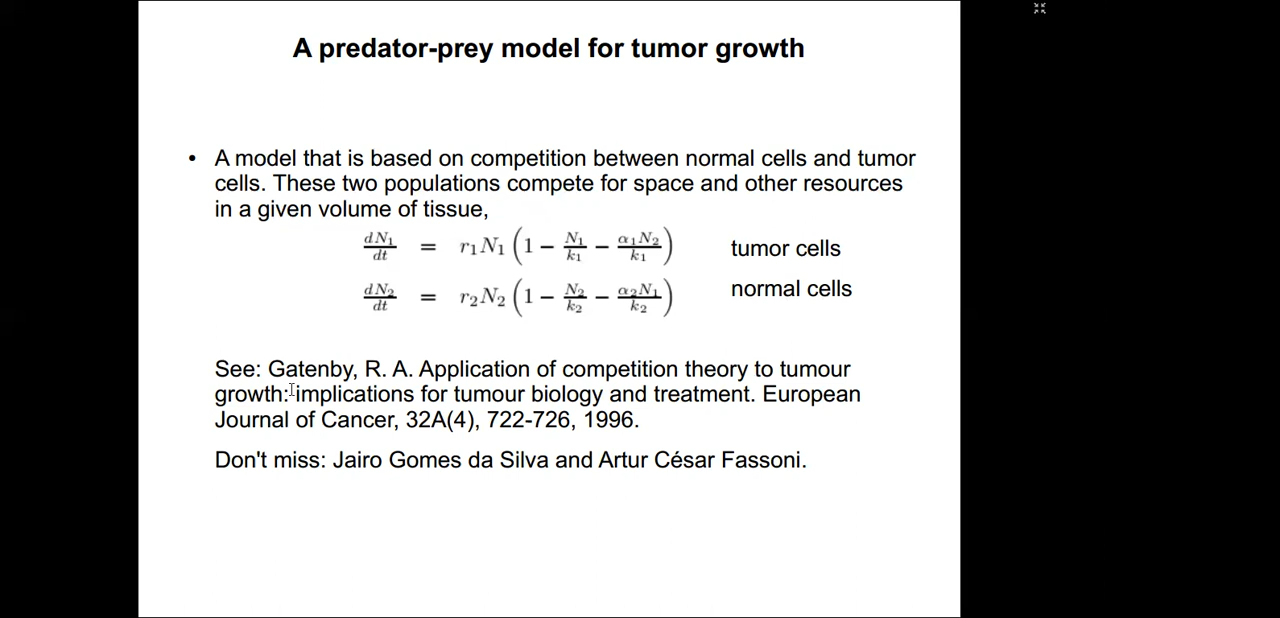 A predator-prey model for tumor growth
• A model that is based on competition between normal cells and tumor
cells. These two populations compete for space and other resources
in a given volume of tissue,
dN₁/dt = r₁N₁ (1 − N₁/k₁ − α₁N₂/k₁) tumor cells
dN₂/dt = r₂N₂ (1 − N₂/k₂ − α₂N₁/k₂) normal cells
See: Gatenby, R. A. Application of competition theory to tumour
growth: implications for tumour biology and treatment. European
Journal of Cancer, 32A(4), 722-726, 1996.
Don't miss: Jairo Gomes da Silva and Artur César Fassoni.